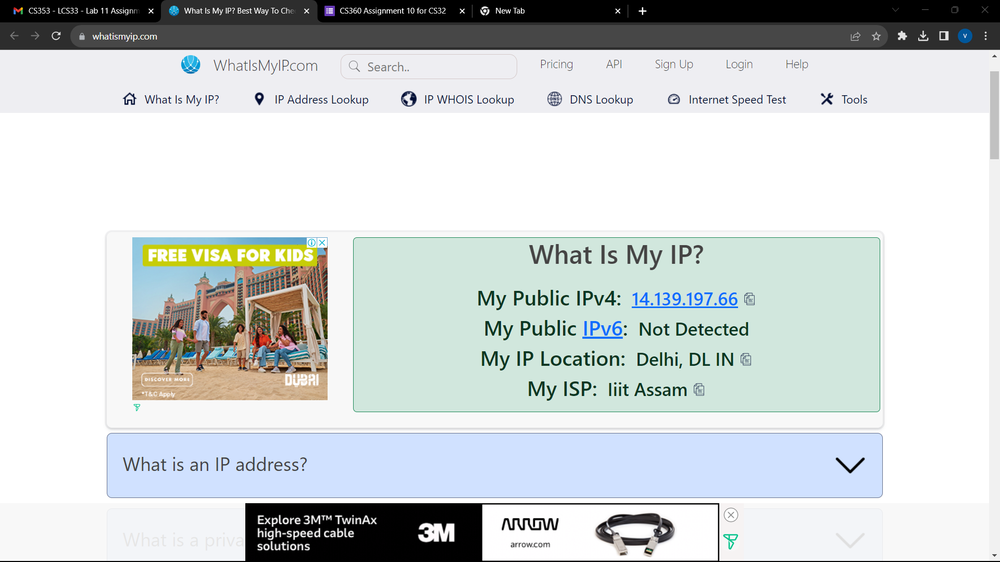 CS353 - LCS33 - Lab 11 Assignm
What Is My IP? Best Way To Che
CS360 Assignment 10 for CS32
New Tab
whatismyip.com
V
WhatIsMyIP.com
Search..
Pricing
API
Sign Up
Login
Help
What Is My IP?
IP Address Lookup
IP WHOIS Lookup
DNS
DNS Lookup
Internet Speed Test
Tools
FREE VISA FOR KIDS
DISCOVER MORE
DUBAI
*T&C Apply
What Is My IP?
My Public IPv4: 14.139.197.66
My Public IPv6: Not Detected
My IP Location: Delhi, DL IN
My ISP: Iiit Assam
What is an IP address?
What is a priva
Explore 3M™ TwinAx
high-speed cable
solutions
3M
ARROW
arrow.com